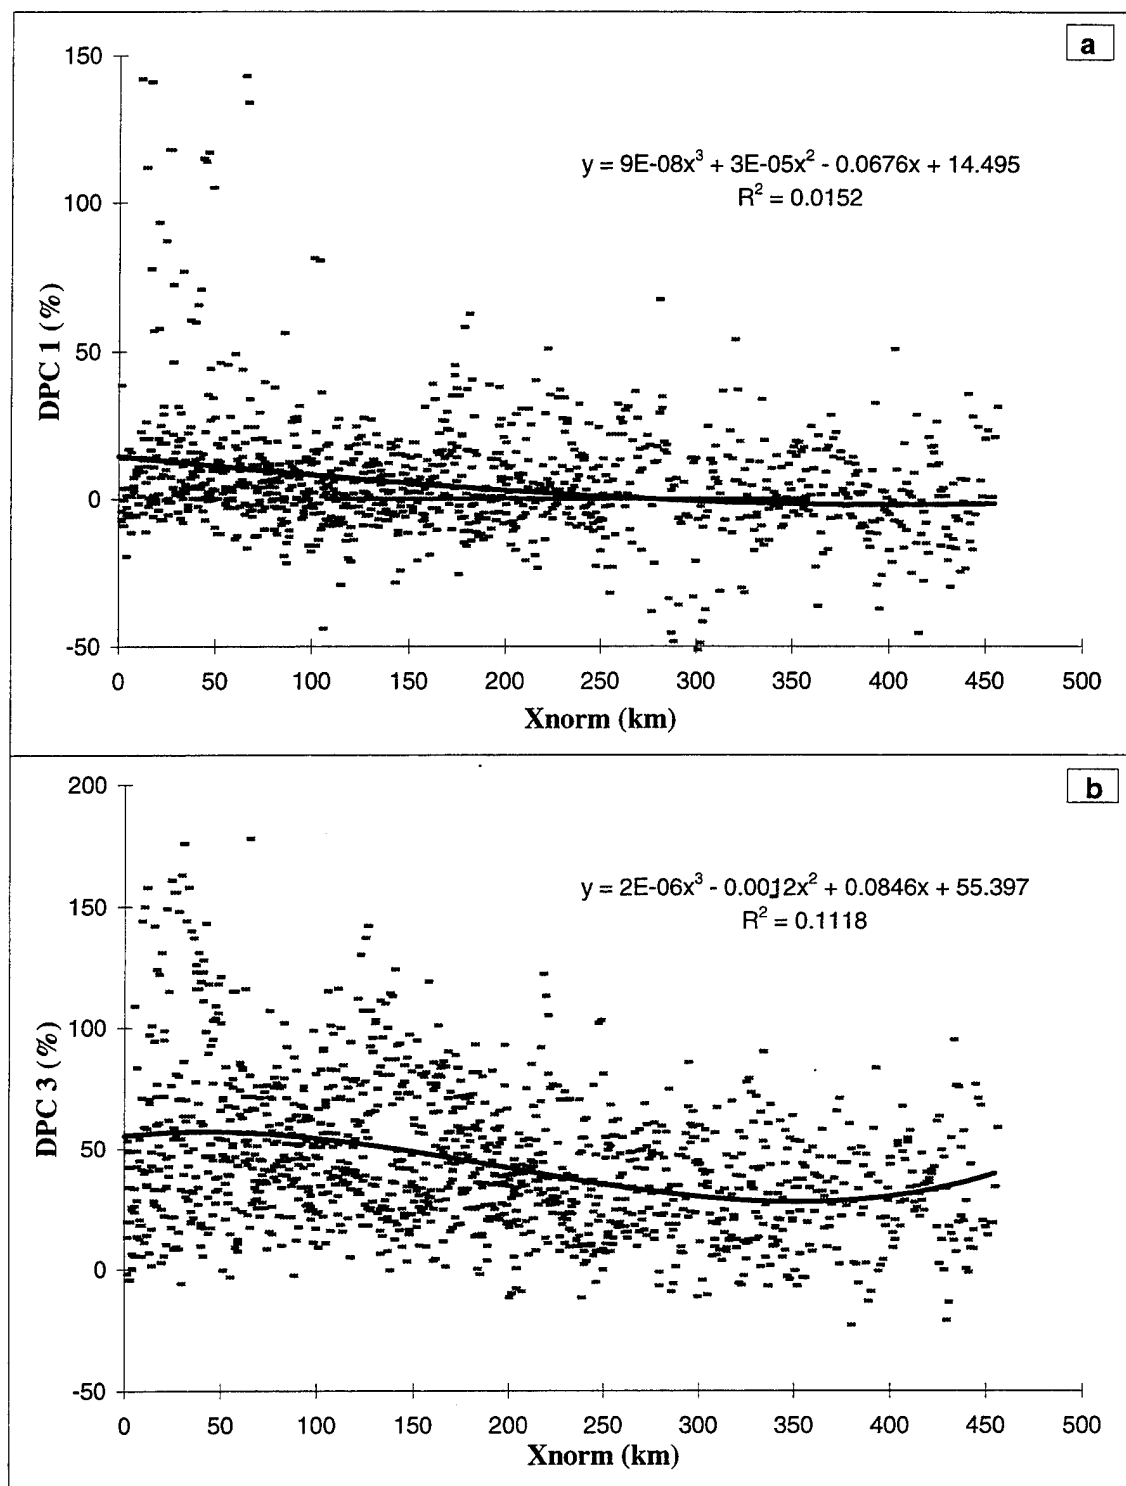 a
150
100
50
0
-50
DPC 1 (%)
y = 9E-08x³ + 3E-05x² - 0.0676x + 14.495
R² = 0.0152
0 50 100 150 200 250 300 350 400 450 500
Xnorm (km)
b
200
150
100
50
0
-50
DPC 3 (%)
y = 2E-06x³ - 0.0012x² + 0.0846x + 55.397
R² = 0.1118
0 50 100 150 200 250 300 350 400 450 500
Xnorm (km)